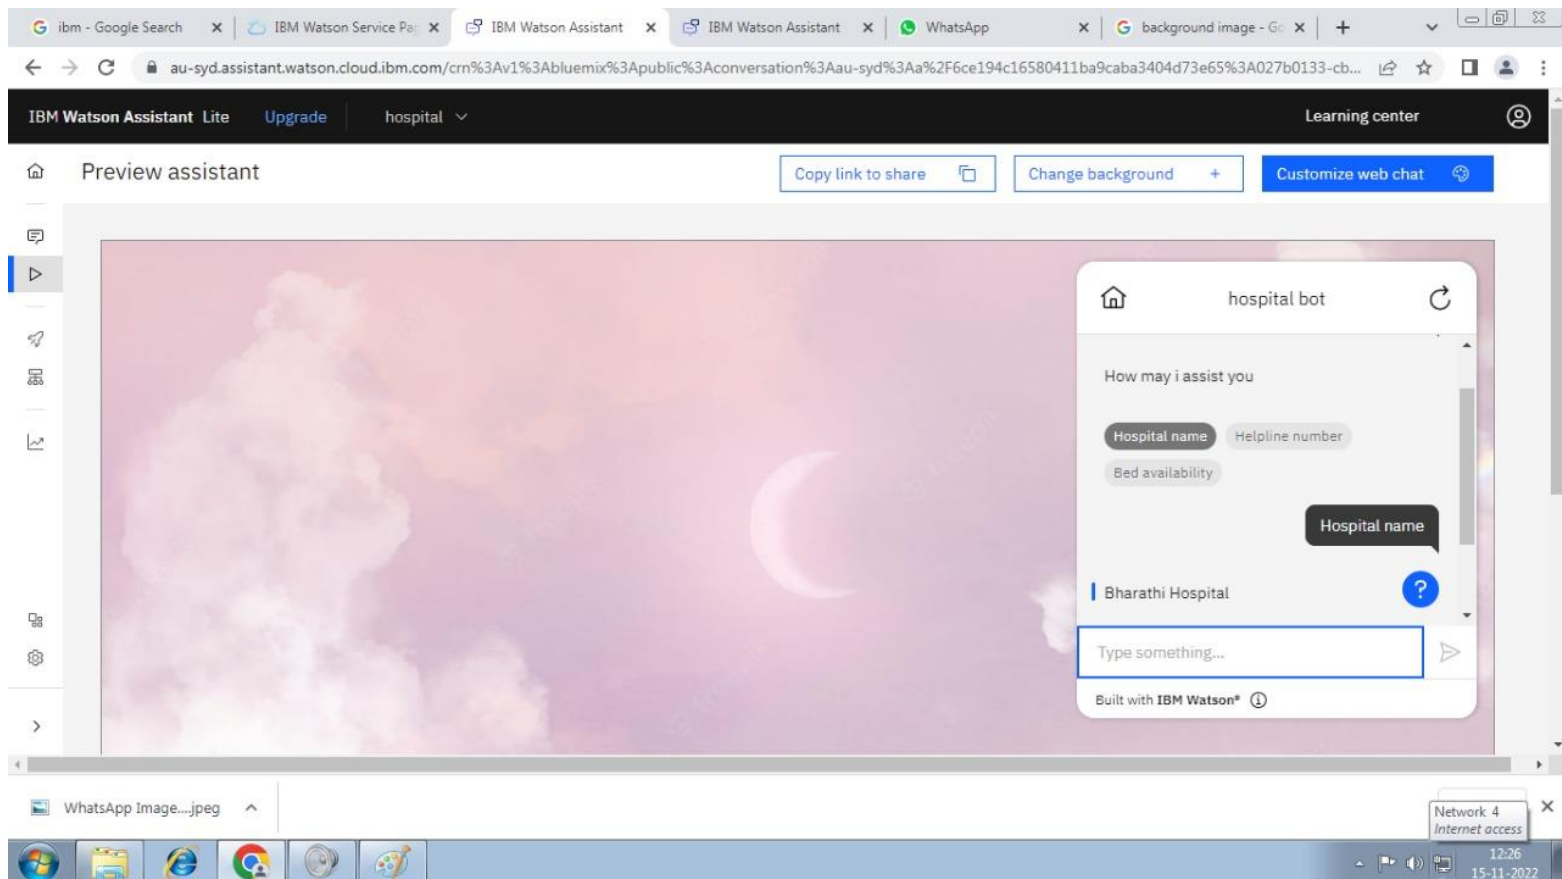 ibm - Google Search
IBM Watson Service Pa
IBM Watson Assistant
IBM Watson Assistant
WhatsApp
background image - Go
au-syd.assistant.watson.cloud.ibm.com/crn%3Av1%3Abluemix%3Apublic%3Aconversation%3Aau-syd%3Aa%2F6ce194c16580411ba9caba3404d73e65%3A027b0133-cb...
IBM Watson Assistant Lite Upgrade hospital Learning center
Preview assistant
Copy link to share
Change background +
Customize web chat
hospital bot
How may i assist you
Hospital name
Helpline number
Bed availability
Hospital name
Bharathi Hospital
?
Type something...
Built with IBM Watson®
WhatsApp Image....jpeg
Network 4
Internet access
12:26
15-11-2022